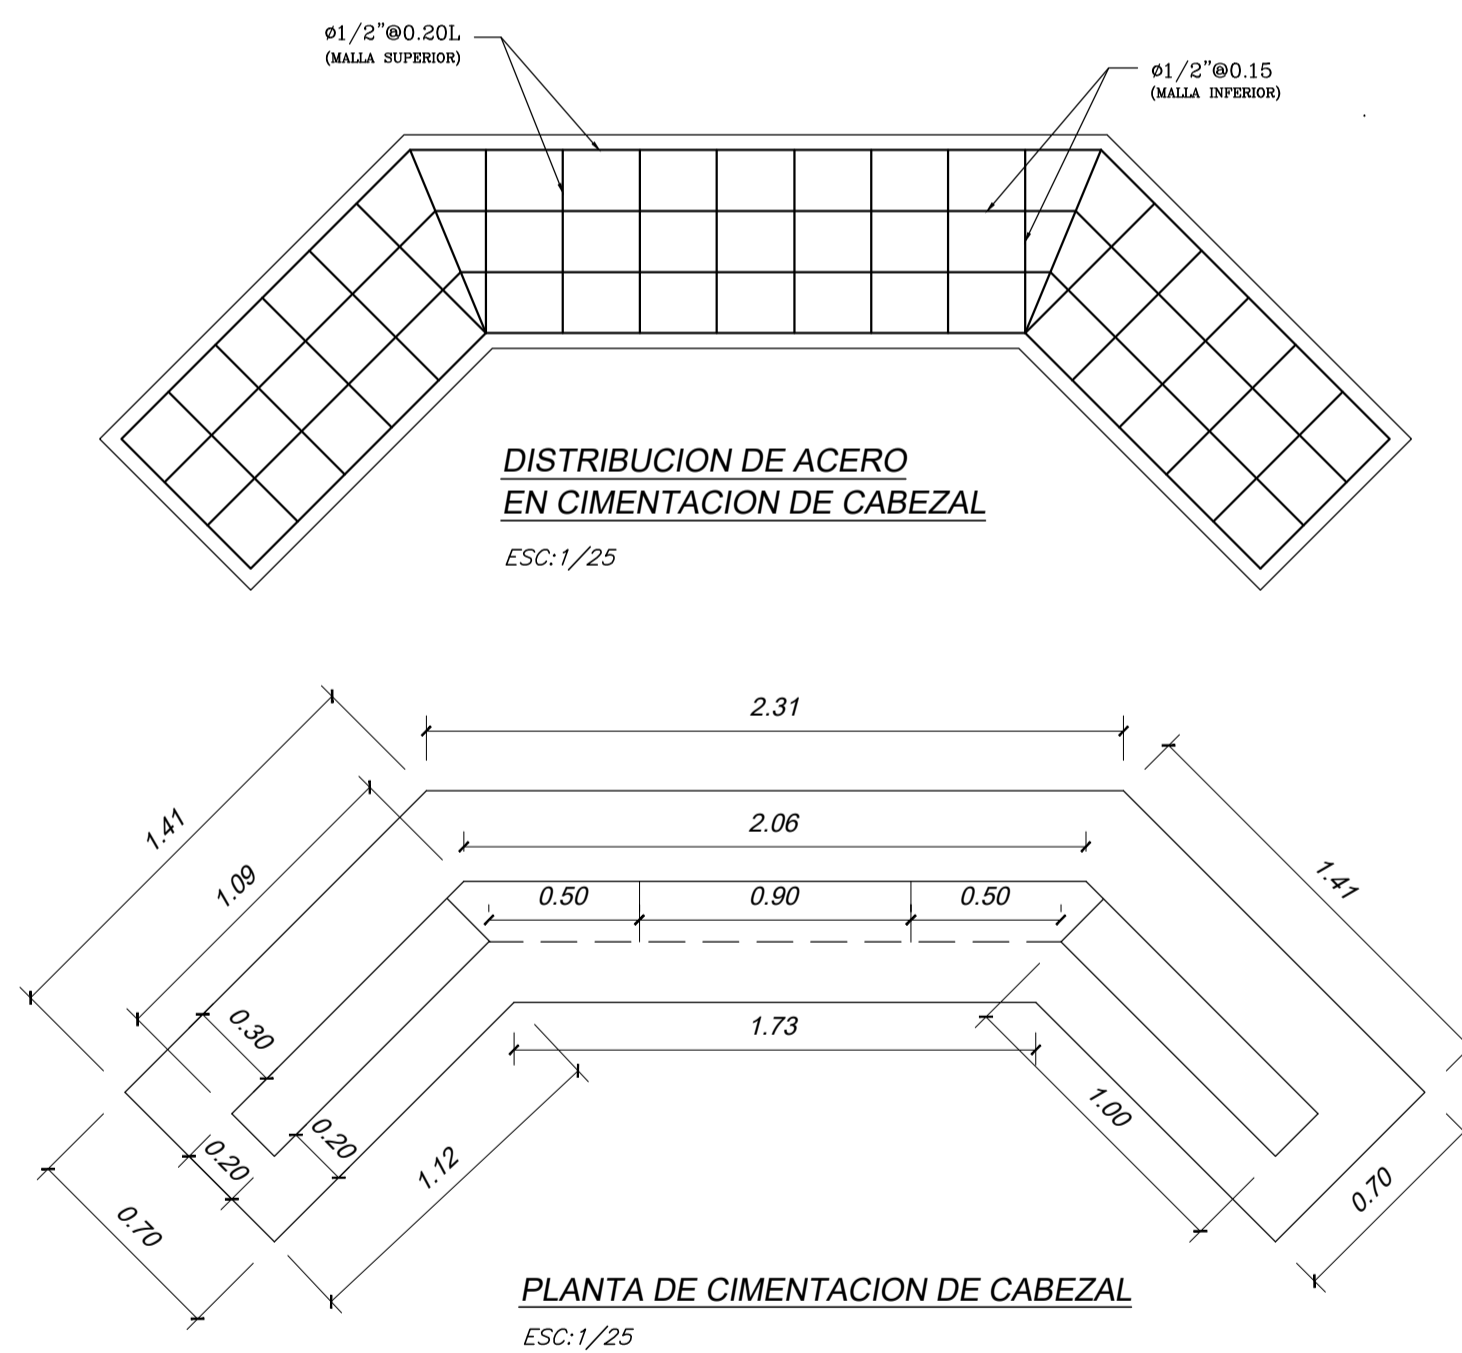 ø1/2"@0.20L
(MALLA SUPERIOR)
ø1/2"@0.15
(MALLA INFERIOR)
DISTRIBUCION DE ACERO
EN CIMENTACION DE CABEZAL
ESC:1/25
2.31
1.41
2.06
1.41
1.09
0.50
0.90
0.50
0.30
1.73
1.00
0.20
0.20
1.12
0.70
0.70
PLANTA DE CIMENTACION DE CABEZAL
ESC:1/25